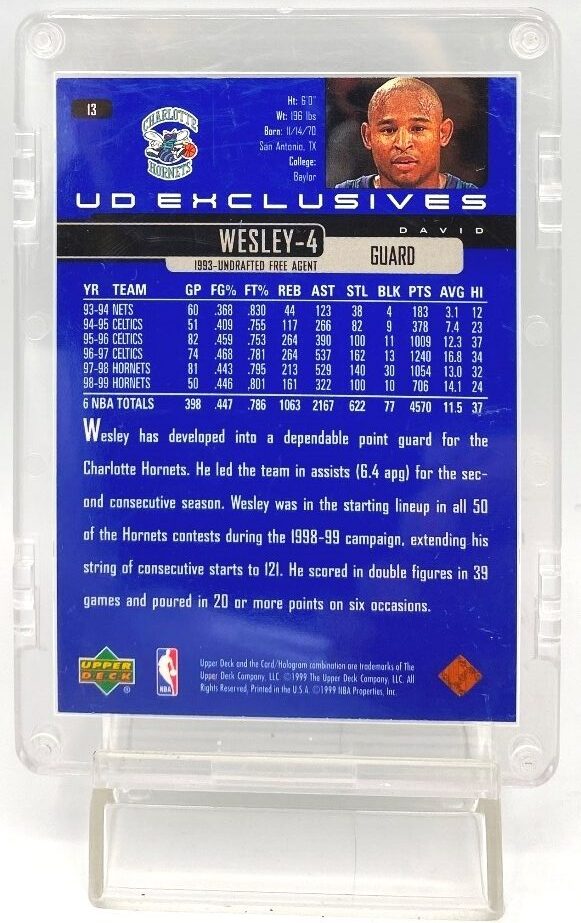 13
CHARLOTTE
HORNETS
Ht: 6'0"
Wt: 196 lbs
Born: 11/14/70
San Antonio, TX
College:
Baylor
UD EXCLUSIVES
DAVID
WESLEY-4
GUARD
1993-UNDRAFTED FREE AGENT
YR TEAM GP FG% FT% REB AST STL BLK PTS AVG HI
93-94 NETS 60 .368 .830 44 123 38 4 183 3.1 12
94-95 CELTICS 51 .409 .755 117 266 82 9 378 7.4 23
95-96 CELTICS 82 .459 .753 264 390 100 11 1009 12.3 37
96-97 CELTICS 74 .468 .781 264 537 162 13 1240 16.8 34
97-98 HORNETS 81 .443 .795 213 529 140 30 1054 13.0 32
98-99 HORNETS 50 .446 .801 161 322 100 10 706 14.1 24
6 NBA TOTALS 398 .447 .786 1063 2167 622 77 4570 11.5 37
Wesley has developed into a dependable point guard for the
Charlotte Hornets. He led the team in assists (6.4 apg) for the sec-
ond consecutive season. Wesley was in the starting lineup in all 50
of the Hornets contests during the 1998-99 campaign, extending his
string of consecutive starts to 121. He scored in double figures in 39
games and poured in 20 or more points on six occasions.
UPPER
DECK
®
NBA
Upper Deck and the Card/Hologram combination are trademarks of The
Upper Deck Company, LLC. ©1999 The Upper Deck Company, LLC. All
Rights Reserved. Printed in the U.S.A. ©1999 NBA Properties, Inc.